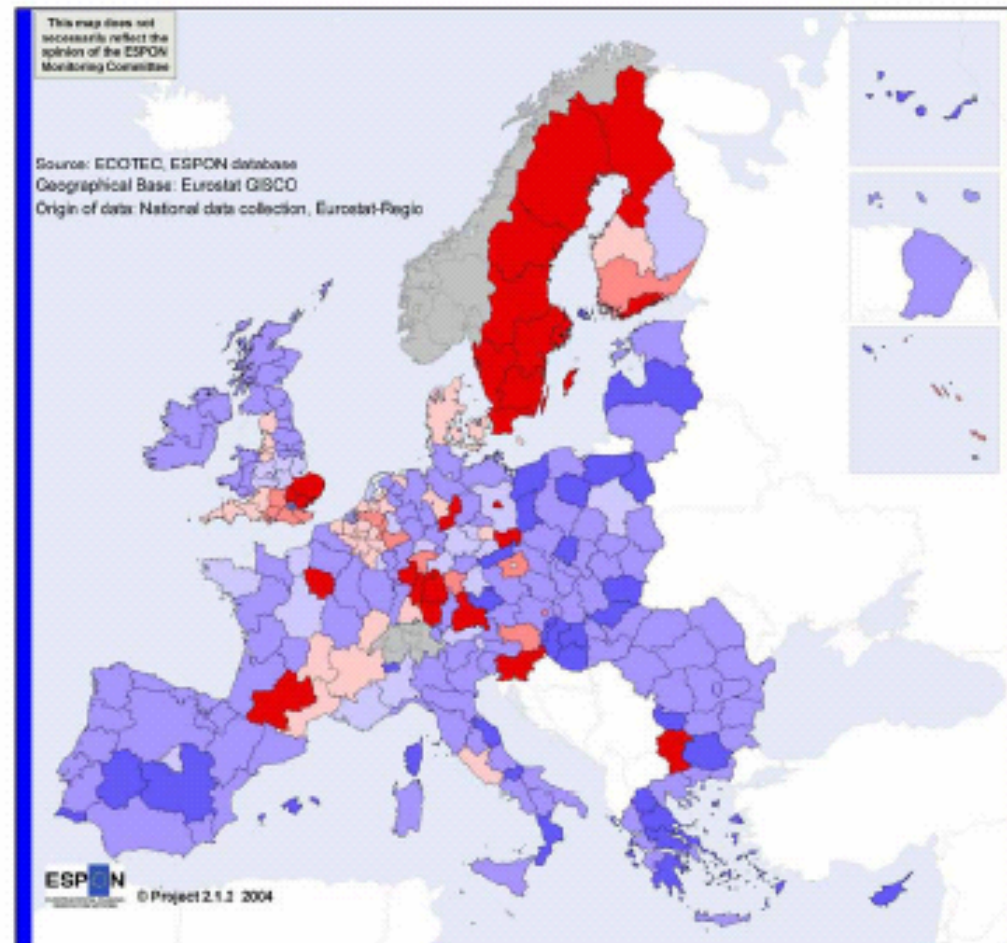 This map does not
necessarily reflect the
opinion of the ESPON
Monitoring Committee
Source: ECOTEC, ESPON database
Geographical Base: Eurostat GISCO
Origin of data: National data collection, Eurostat-Regio
ESPON
© Project 2.1.2 2004